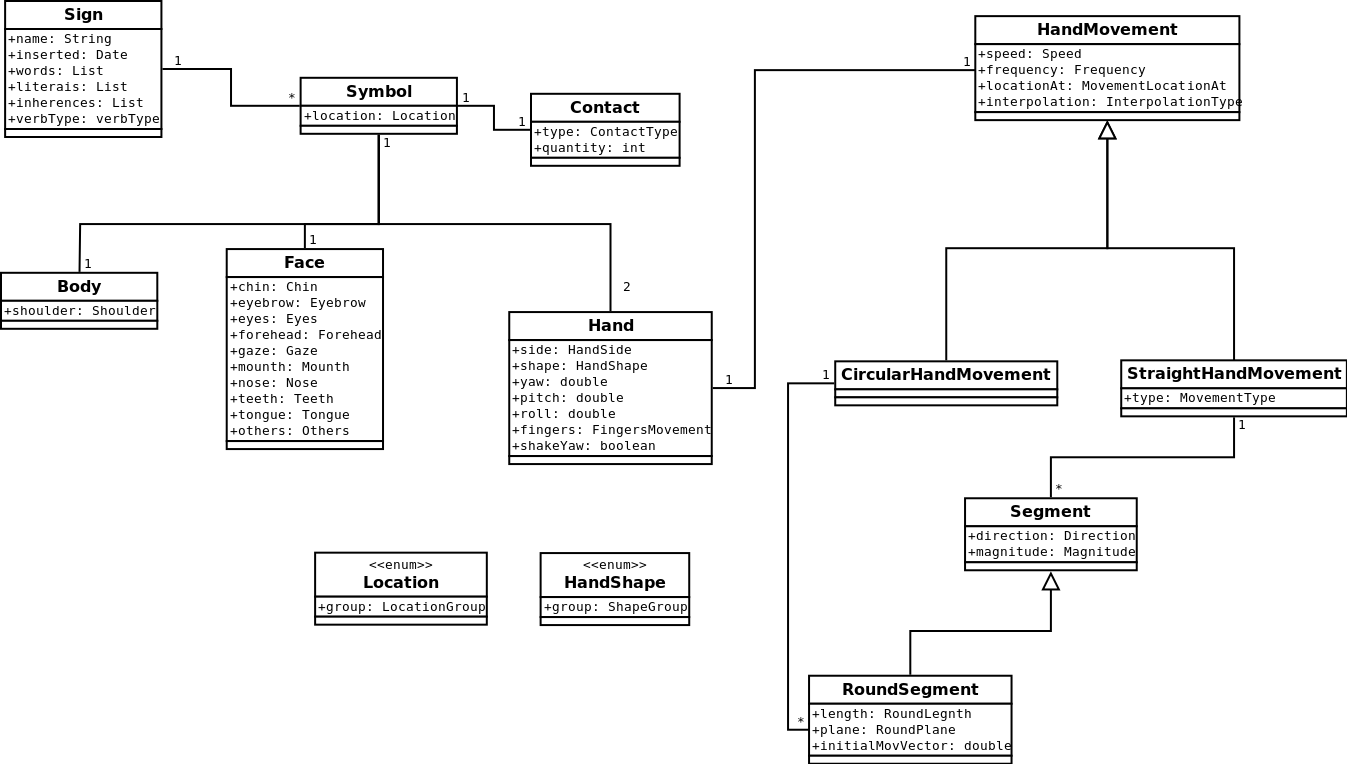 Sign
+name: String
+inserted: Date
+words: List
+literais: List
+inherences: List
+verbType: verbType
1
*
Symbol
+location: Location
1
1
1
Contact
+type: ContactType
+quantity: int
HandMovement
+speed: Speed
+frequency: Frequency
+locationAt: MovementLocationAt
+interpolation: InterpolationType
1
1
Body
+shoulder: Shoulder
1
Face
+chin: Chin
+eyebrow: Eyebrow
+eyes: Eyes
+forehead: Forehead
+gaze: Gaze
+mounth: Mounth
+nose: Nose
+teeth: Teeth
+tongue: Tongue
+others: Others
2
Hand
+side: HandSide
+shape: HandShape
+yaw: double
+pitch: double
+roll: double
+fingers: FingersMovement
+shakeYaw: boolean
1
1
CircularHandMovement
StraightHandMovement
+type: MovementType
1
*
Segment
+direction: Direction
+magnitude: Magnitude
<<enum>>
Location
+group: LocationGroup
<<enum>>
HandShape
+group: ShapeGroup
*
RoundSegment
+length: RoundLegnth
+plane: RoundPlane
+initialMovVector: double